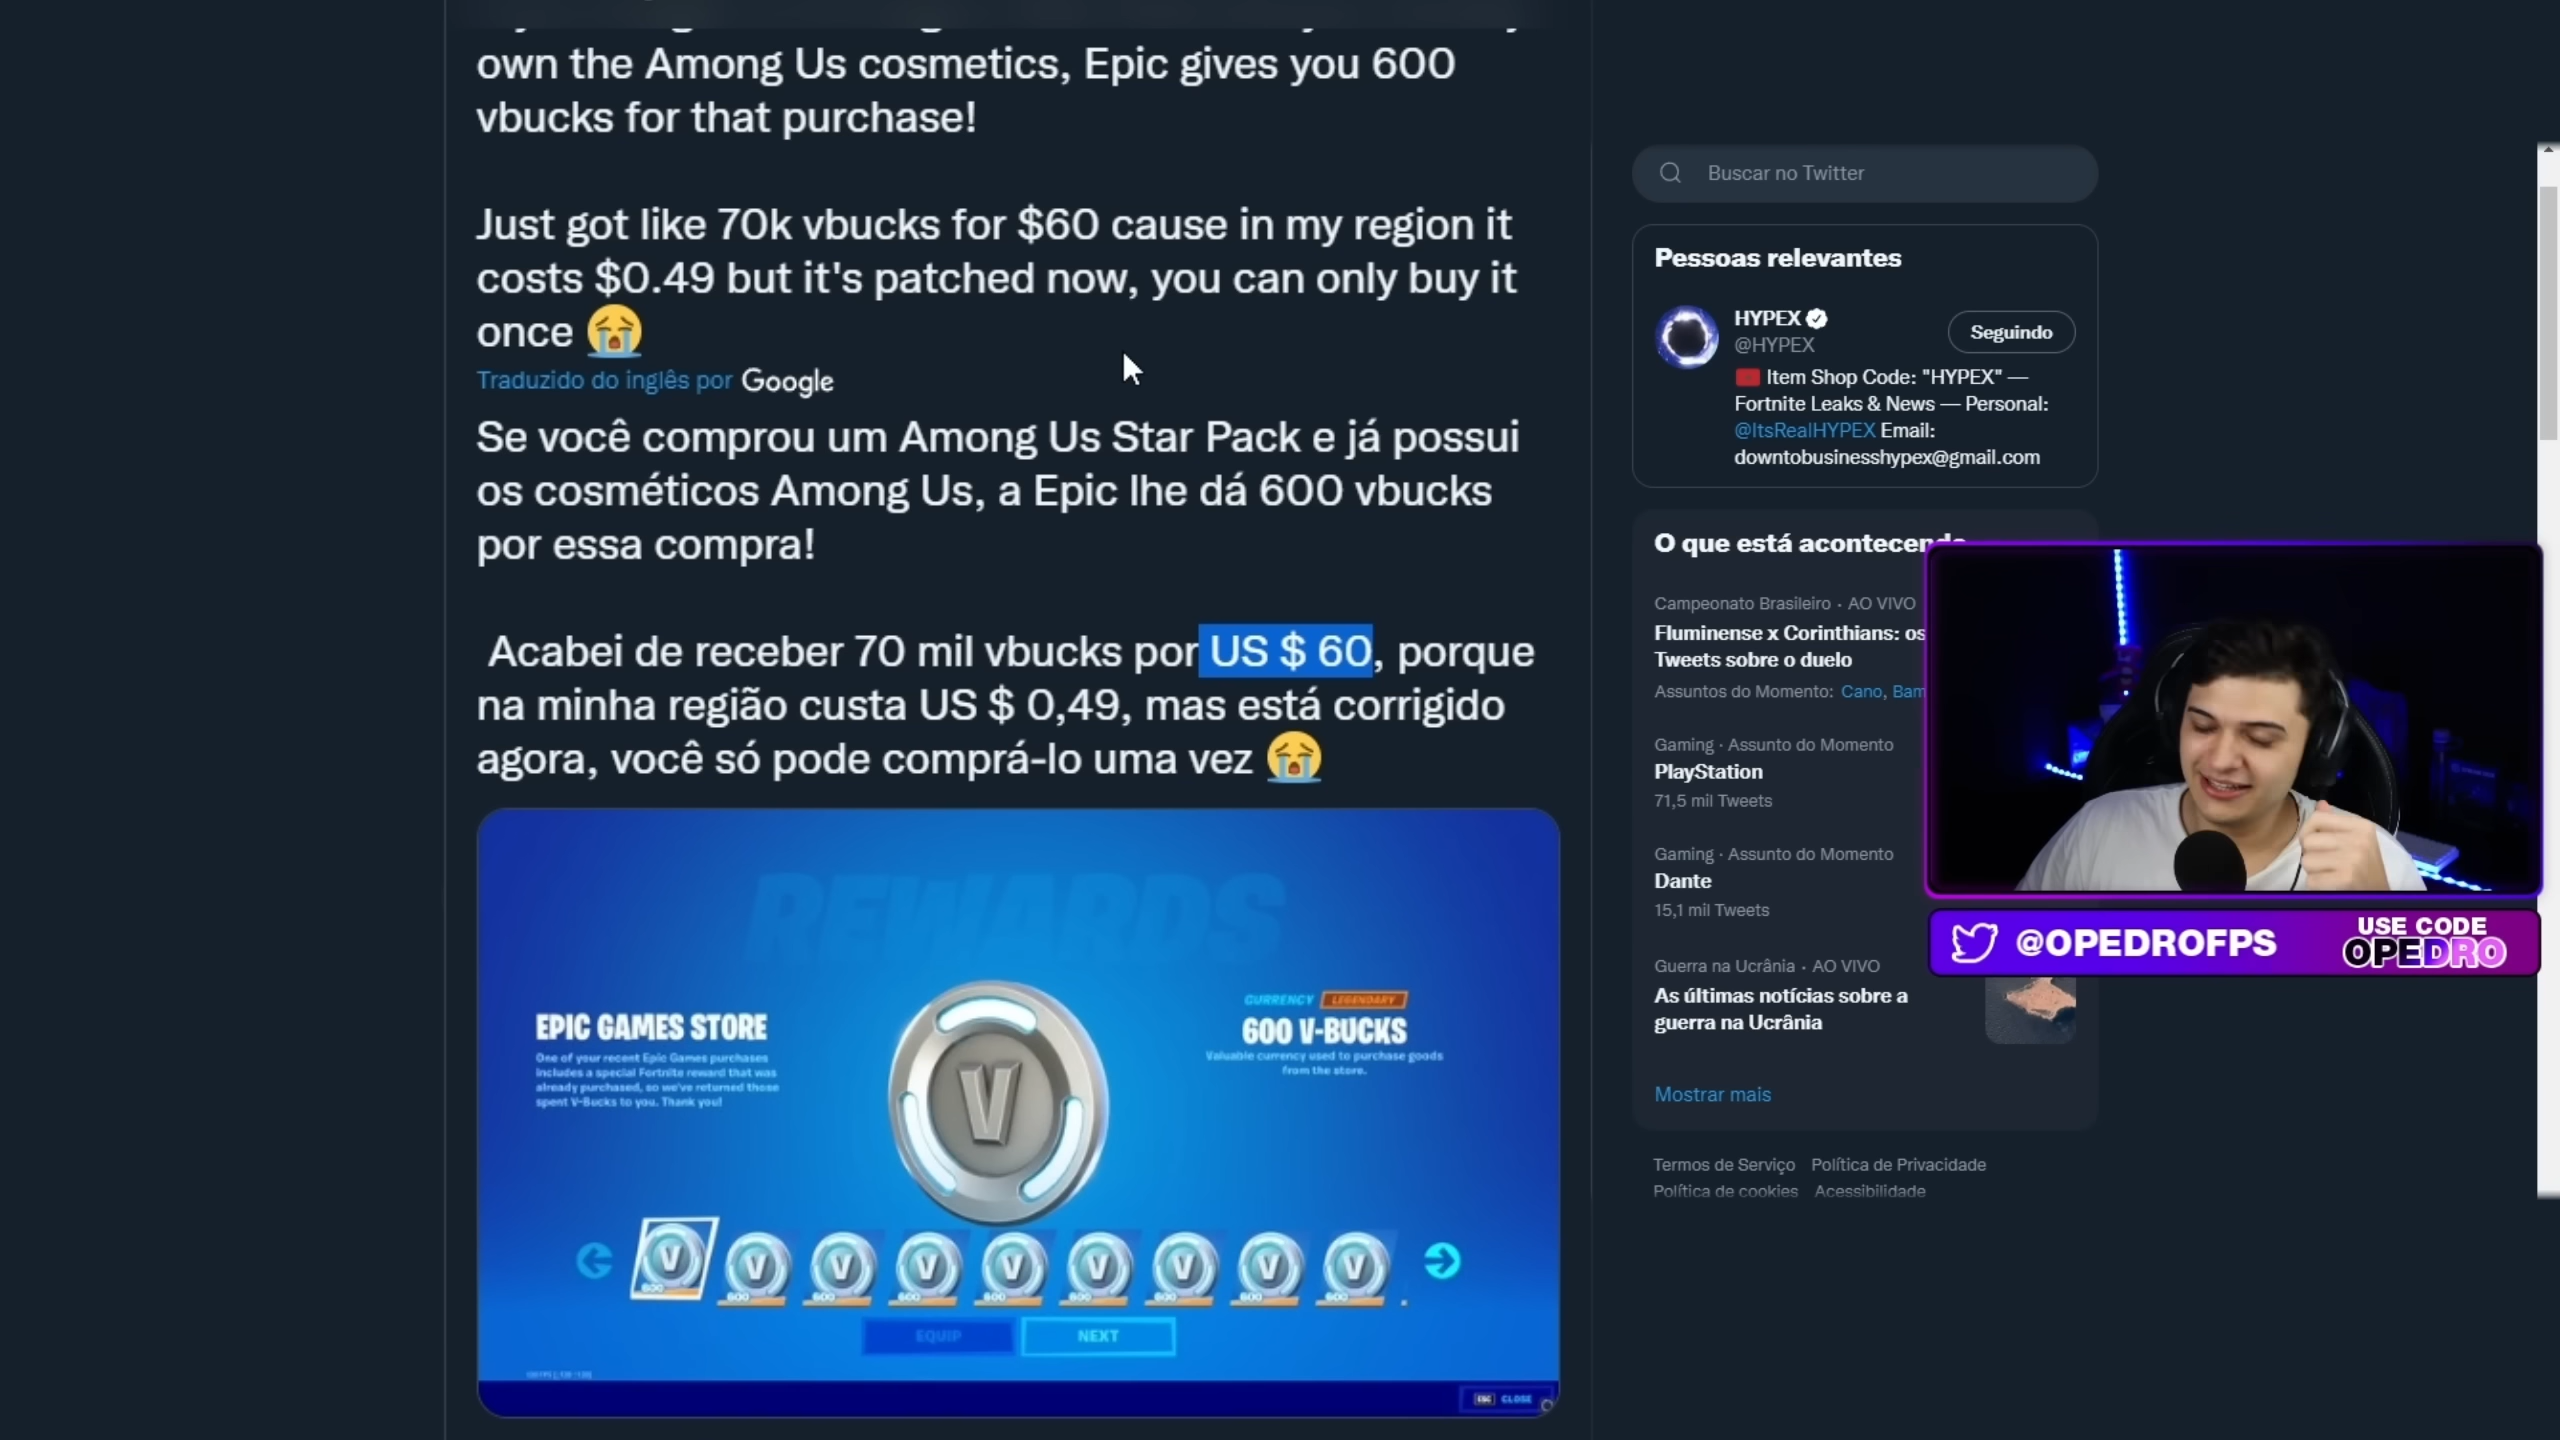 own the Among Us cosmetics, Epic gives you 600
vbucks for that purchase!
Just got like 70k vbucks for $60 cause in my region it
costs $0.49 but it's patched now, you can only buy it
once 😭
Traduzido do inglês por Google
Se você comprou um Among Us Star Pack e já possui
os cosméticos Among Us, a Epic lhe dá 600 vbucks
por essa compra!
Acabei de receber 70 mil vbucks por US $ 60, porque
na minha região custa US $ 0,49, mas está corrigido
agora, você só pode comprá-lo uma vez 😭
REWARDS
EPIC GAMES STORE
One of your recent Epic Games purchases
includes a special Fortnite reward that was
already purchased, so we've returned those
spent V-Bucks to you. Thank you!
CURRENCY LEGENDARY
600 V-BUCKS
Valuable currency used to purchase goods
from the store.
600 600 600 600 600 600 600 600 600
EQUIP NEXT
ESC CLOSE
Buscar no Twitter
Pessoas relevantes
HYPEX
@HYPEX
Seguindo
Item Shop Code: "HYPEX" —
Fortnite Leaks & News — Personal:
@ItsRealHYPEX Email:
downtobusinesshypex@gmail.com
O que está acontecendo
Campeonato Brasileiro · AO VIVO
Fluminense x Corinthians: os
Tweets sobre o duelo
Assuntos do Momento: Cano, Bam
Gaming · Assunto do Momento
PlayStation
71,5 mil Tweets
Gaming · Assunto do Momento
Dante
15,1 mil Tweets
Guerra na Ucrânia · AO VIVO
As últimas notícias sobre a
guerra na Ucrânia
Mostrar mais
Termos de Serviço Política de Privacidade
Política de cookies Acessibilidade
@OPEDROFPS
USE CODE
OPEDRO